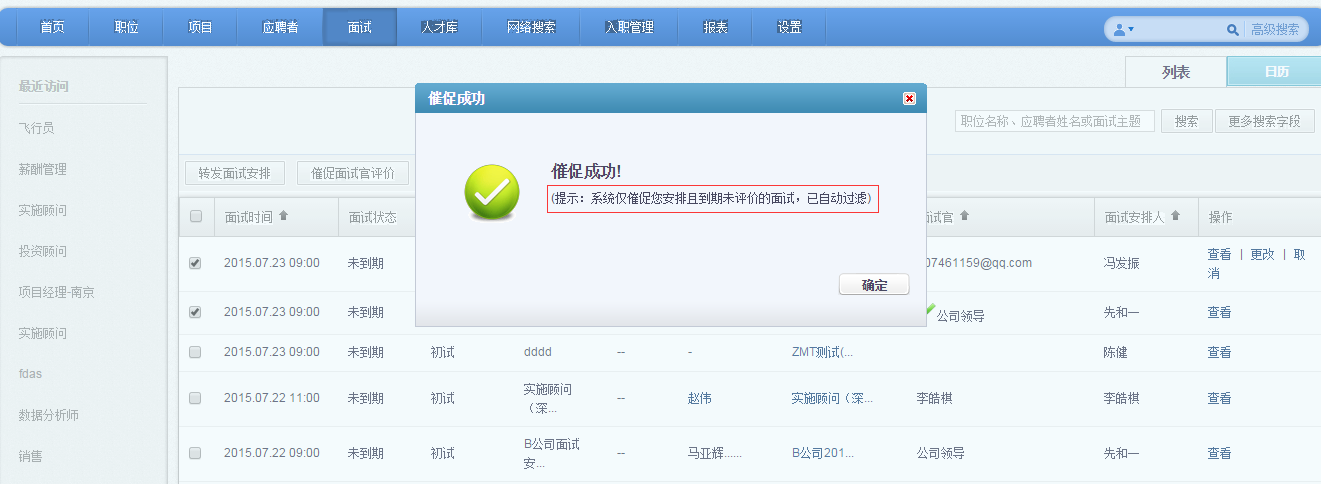 首页 职位 项目 应聘者 面试 人才库 网络搜索 入职管理 报表 设置 高级搜索
最近访问
飞行员
薪酬管理
实施顾问
投资顾问
项目经理-南京
实施顾问
fdas
数据分析师
销售
列表 日历
职位名称、应聘者姓名或面试主题 搜索 更多搜索字段
转发面试安排 催促面试官评价
催促成功
催促成功!
(提示：系统仅催促您安排且到期未评价的面试，已自动过滤)
确定
面试时间 面试状态 试官 面试安排人 操作
2015.07.23 09:00 未到期 07461159@qq.com 冯发振 查看 | 更改 | 取
消
2015.07.23 09:00 未到期 公司领导 先和一 查看
2015.07.23 09:00 未到期 初试 dddd -- - ZMT测试(... 陈健 查看
2015.07.22 11:00 未到期 初试 实施顾问
（深... -- 赵伟 实施顾问（深... 李皓棋 李皓棋 查看
2015.07.22 09:00 未到期 初试 B公司面试
安... -- 马亚辉...... B公司201... 公司领导 先和一 查看